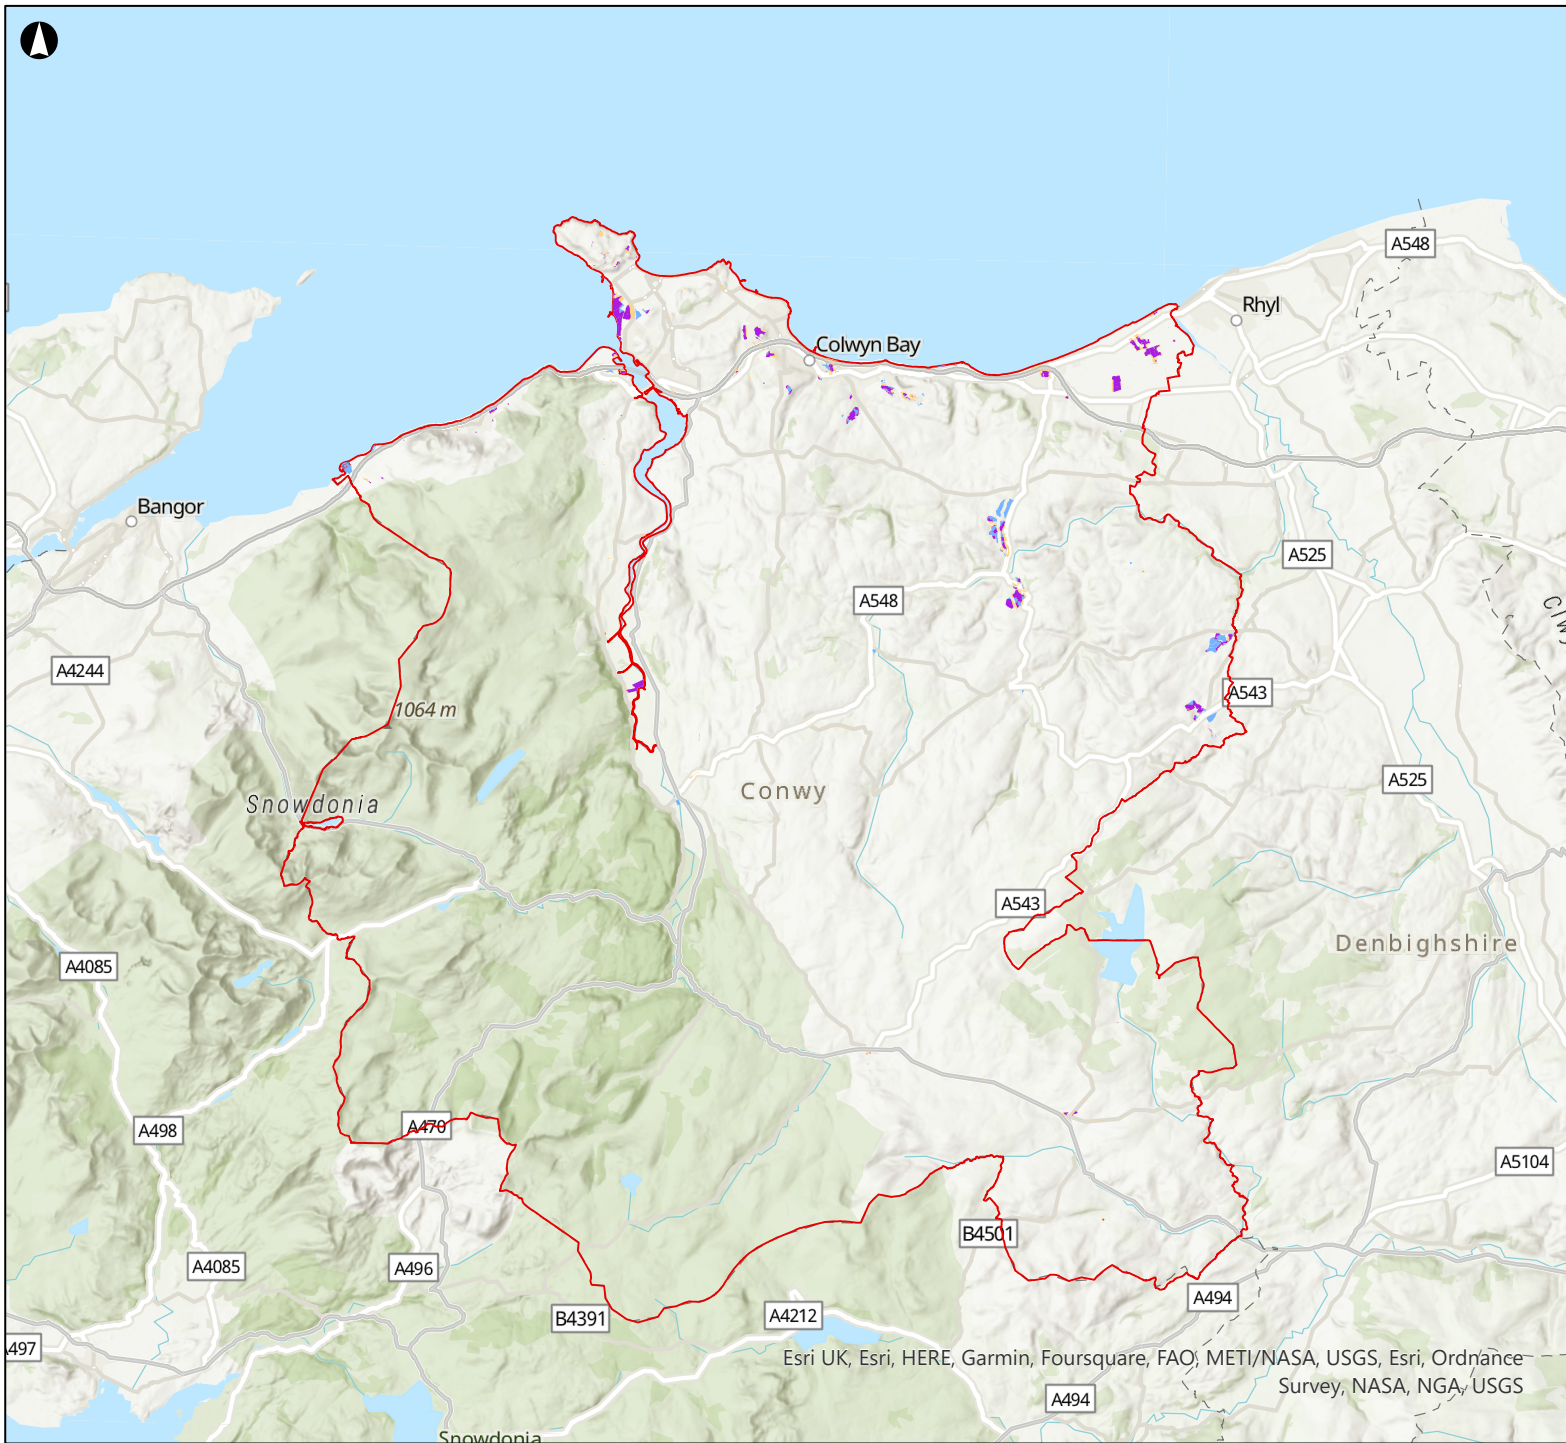 A548
Rhyl
Colwyn Bay
Bangor
A525
A548
A4244
A543
1064 m
A525
Conwy
Snowdonia
A543
Denbighshire
A4085
A470
A498
A5104
B4501
A4085
A496
A494
B4391
A4212
Esri UK, Esri, HERE, Garmin, Foursquare, FAO, METI/NASA, USGS, Esri, Ordnance
Survey, NASA, NGA, USGS
A494
Snowdonia